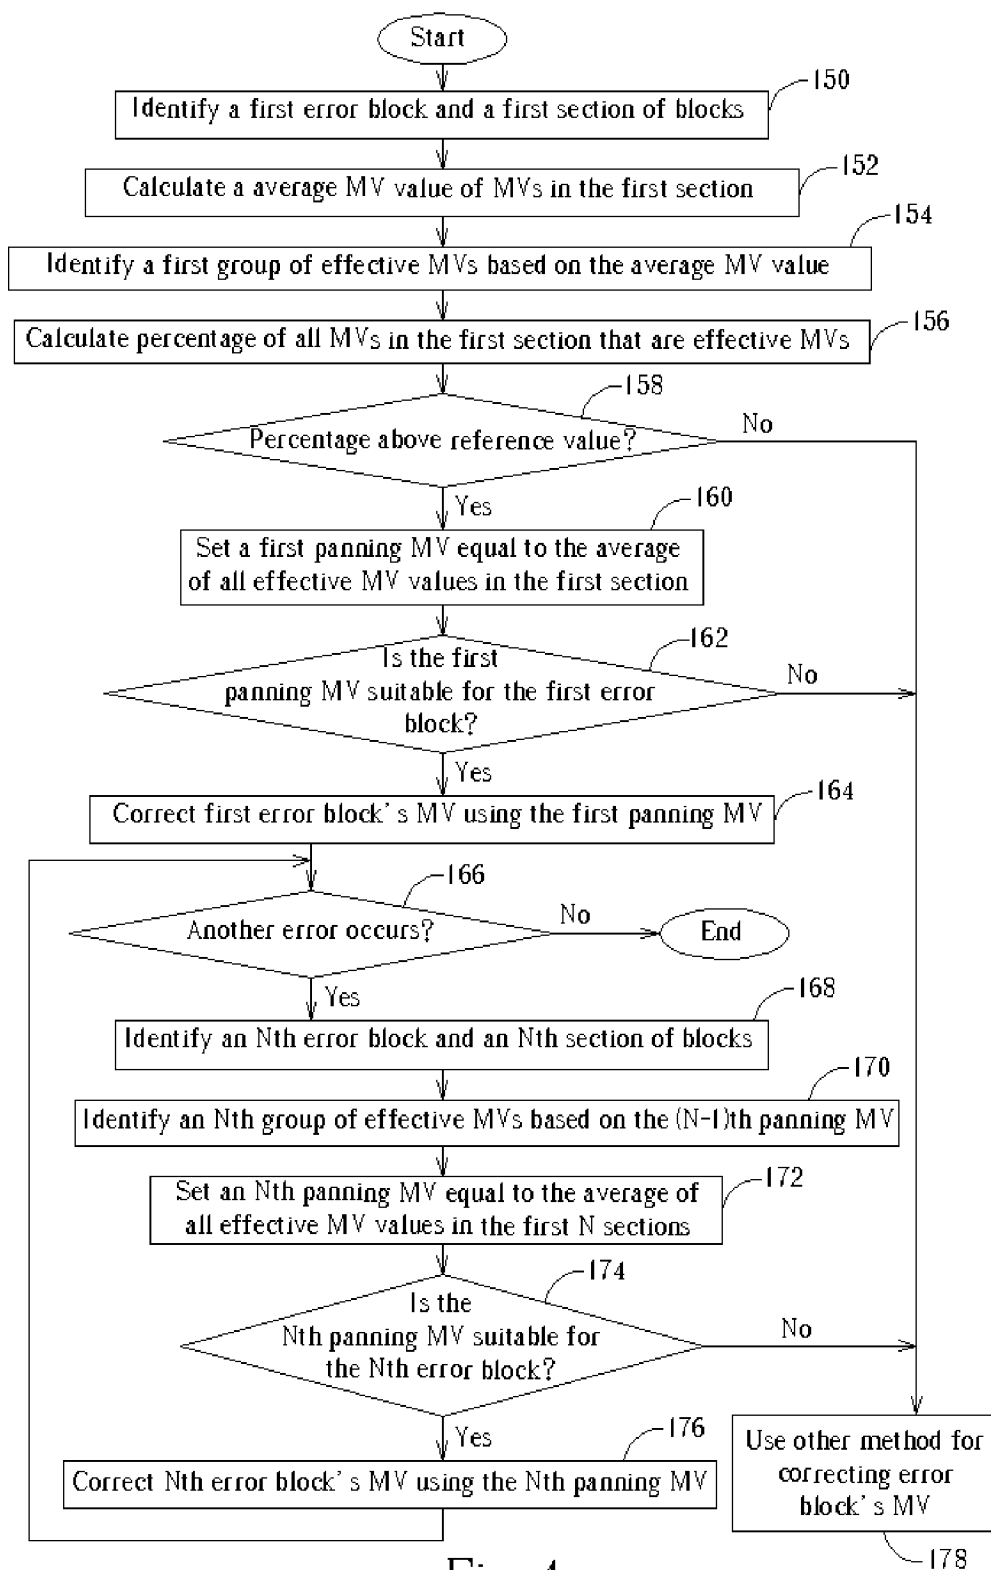 Start
150
Identify a first error block and a first section of blocks
152
Calculate a average MV value of MVs in the first section
154
Identify a first group of effective MVs based on the average MV value
156
Calculate percentage of all MVs in the first section that are effective MVs
158
Percentage above reference value?
No
Yes
160
Set a first panning MV equal to the average
of all effective MV values in the first section
162
Is the first
panning MV suitable for the first error
block?
No
Yes
164
Correct first error block's MV using the first panning MV
166
Another error occurs?
No
End
Yes
168
Identify an Nth error block and an Nth section of blocks
170
Identify an Nth group of effective MVs based on the (N-1)th panning MV
172
Set an Nth panning MV equal to the average of
all effective MV values in the first N sections
174
Is the
Nth panning MV suitable for
the Nth error block?
No
Yes
176
Correct Nth error block's MV using the Nth panning MV
Use other method for
correcting error
block's MV
178